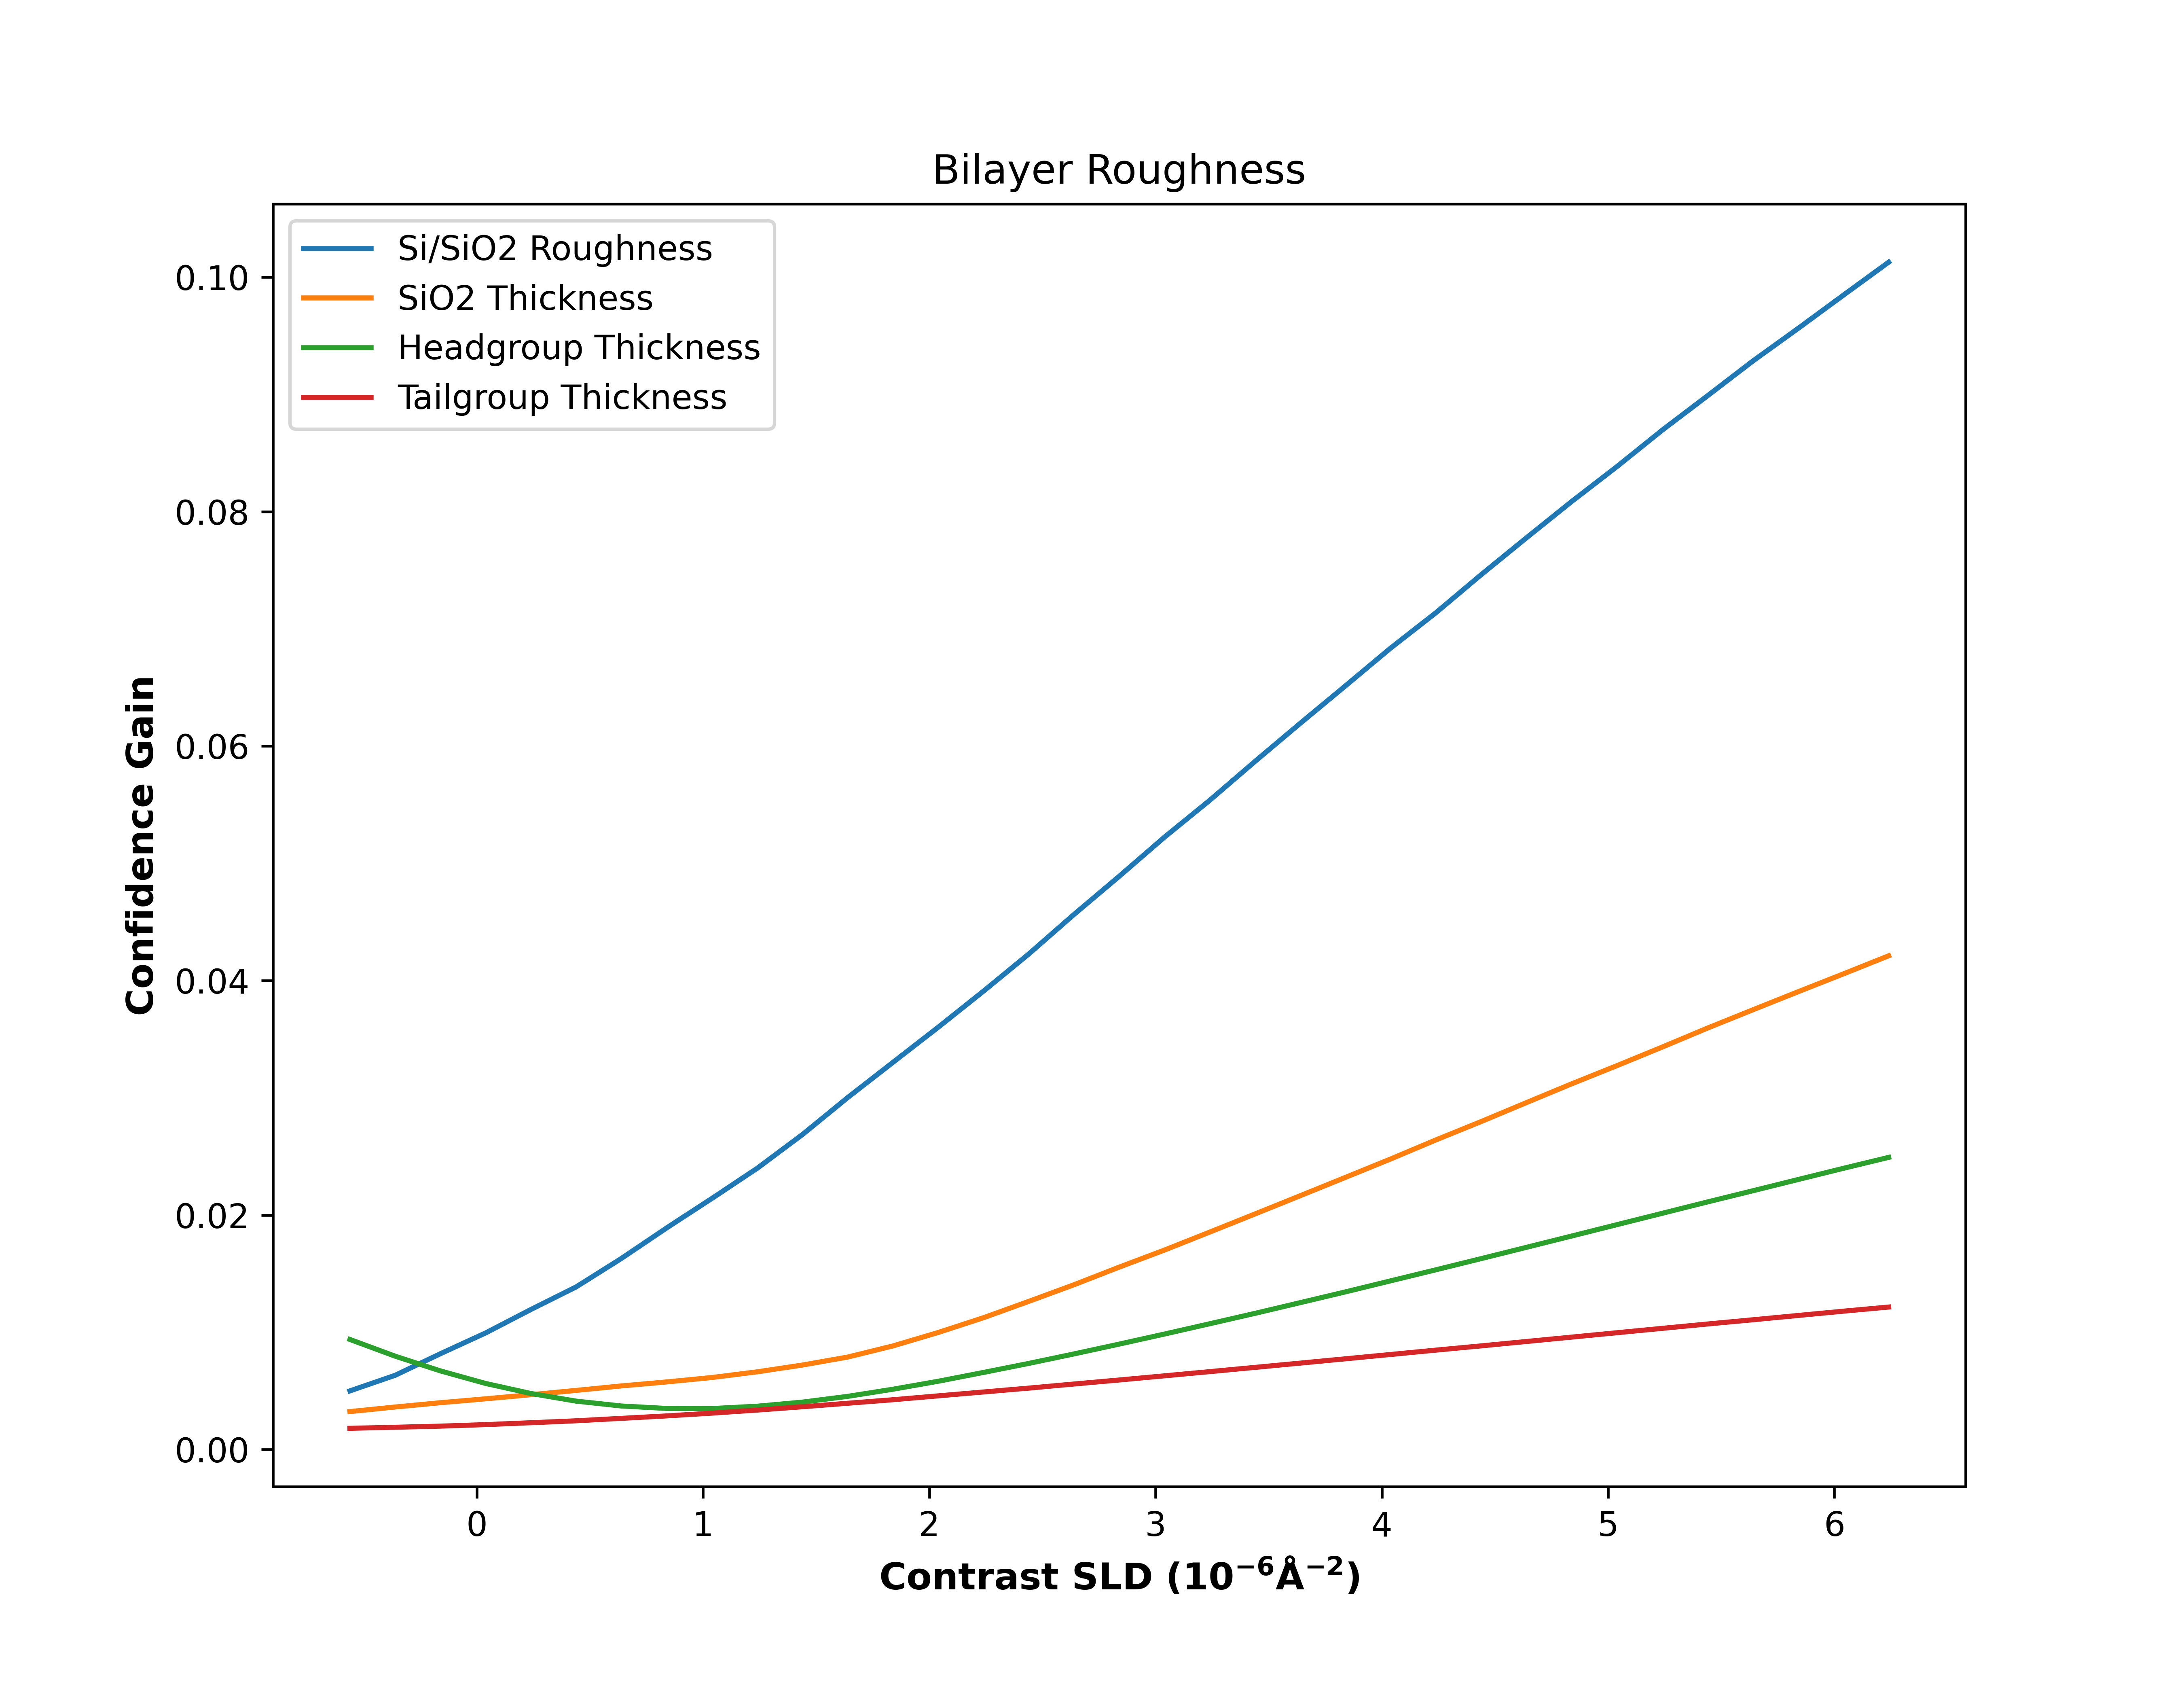 Bilayer Roughness
Si/SiO2 Roughness
SiO2 Thickness
Headgroup Thickness
Tailgroup Thickness
Confidence Gain
0.10
0.08
0.06
0.04
0.02
0.00
0 1 2 3 4 5 6
Contrast SLD (10⁻⁶Å⁻²)